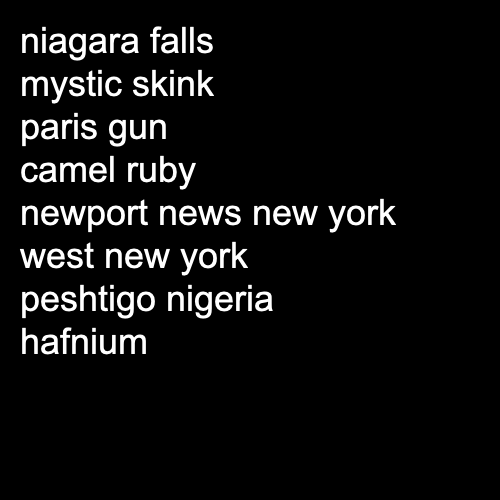 niagara falls
mystic skink
paris gun
camel ruby
newport news new york
west new york
peshtigo nigeria
hafnium